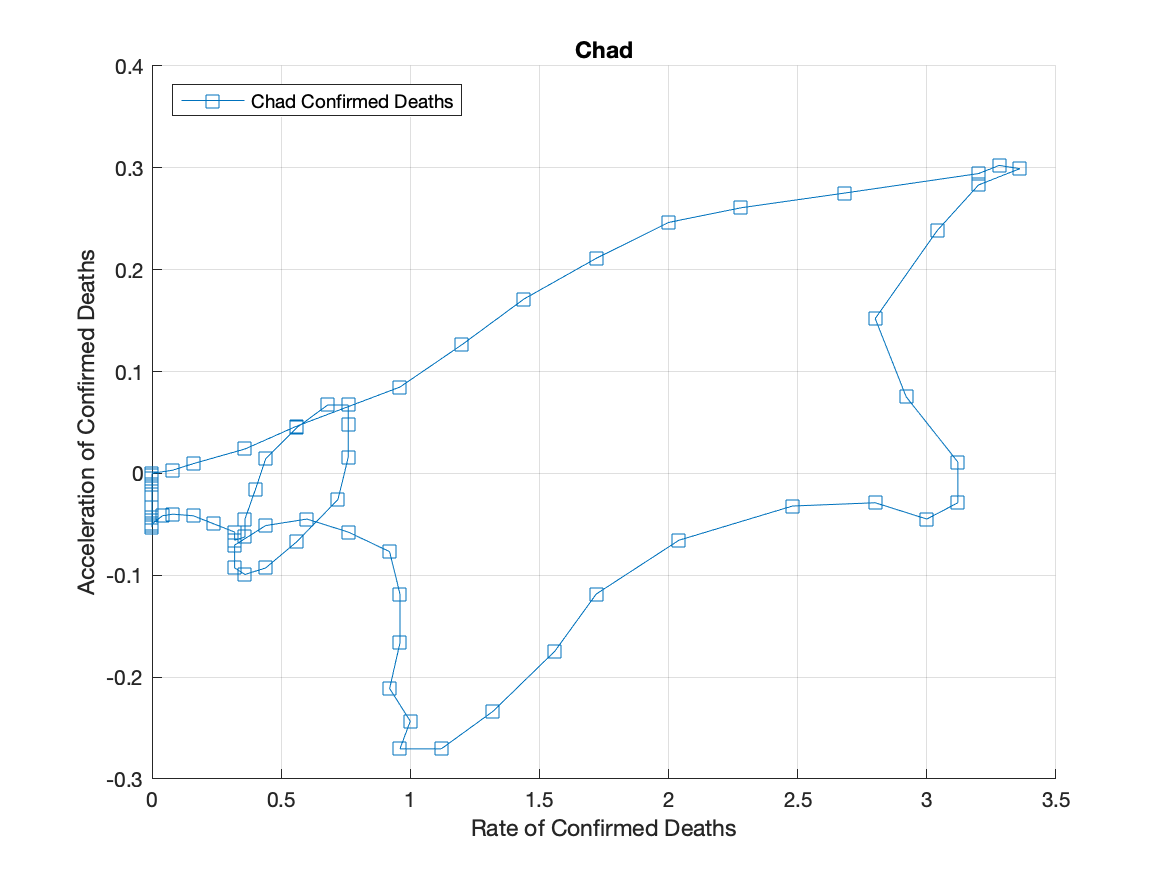 Chad
Chad Confirmed Deaths
Acceleration of Confirmed Deaths
0.4
0.3
0.2
0.1
0
-0.1
-0.2
-0.3
0 0.5 1 1.5 2 2.5 3 3.5
Rate of Confirmed Deaths